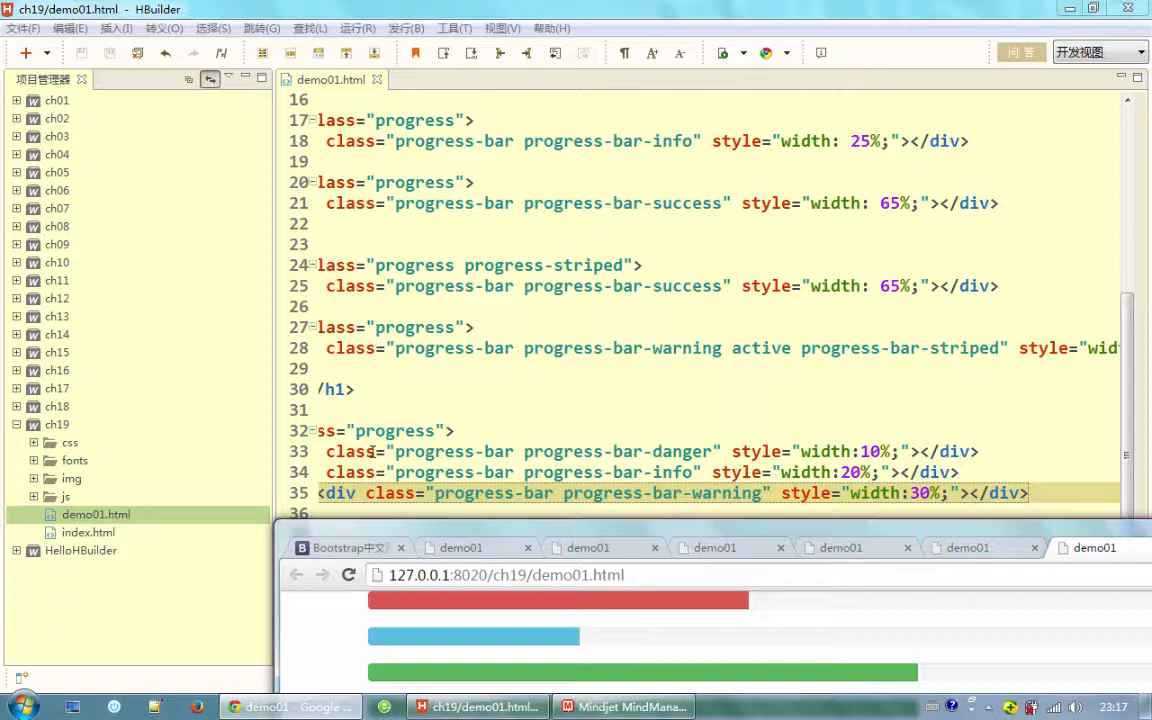 ch19/demo01.html - HBuilder
文件(F) 编辑(E) 插入(I) 转义(O) 选择(S) 跳转(G) 查找(L) 运行(R) 发行(B) 工具(T) 视图(V) 帮助(H)
问 答 开发视图
项目管理器
demo01.html
ch01
ch02
ch03
ch04
ch05
ch06
ch07
ch08
ch09
ch10
ch11
ch12
ch13
ch14
ch15
ch16
ch17
ch18
ch19
css
fonts
img
js
demo01.html
index.html
HelloHBuilder
16
17 lass="progress">
18 class="progress-bar progress-bar-info" style="width: 25%;"></div>
19
20 lass="progress">
21 class="progress-bar progress-bar-success" style="width: 65%;"></div>
22
23
24 lass="progress progress-striped">
25 class="progress-bar progress-bar-success" style="width: 65%;"></div>
26
27 lass="progress">
28 class="progress-bar progress-bar-warning active progress-bar-striped" style="wid
29
30 /h1>
31
32 ss="progress">
33 class="progress-bar progress-bar-danger" style="width:10%;"></div>
34 class="progress-bar progress-bar-info" style="width:20%;"></div>
35 <div class="progress-bar progress-bar-warning" style="width:30%;"></div>
36
Bootstrap中文 demo01 demo01 demo01 demo01 demo01 demo01
127.0.0.1:8020/ch19/demo01.html
demo01 - Google ... ch19/demo01.html... Mindjet MindMana... 23:17